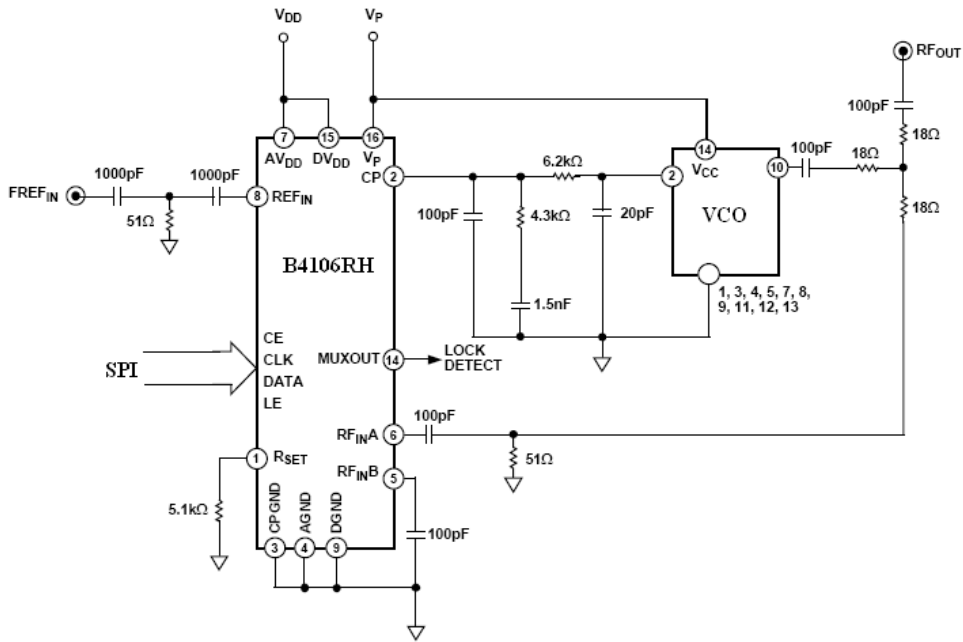 VDD
VP
RFOUT
100pF
18Ω
7
15
16
AVDD
DVDD
VP
CP
2
6.2kΩ
14
VCC
2
10
100pF
18Ω
18Ω
VCO
FREFIN
1000pF
1000pF
8
REFIN
51Ω
100pF
4.3kΩ
20pF
B4106RH
1.5nF
1, 3, 4, 5, 7, 8,
9, 11, 12, 13
SPI
CE
CLK
DATA
LE
MUXOUT
14
LOCK
DETECT
100pF
RFINA
6
51Ω
1
RSET
RFINB
5
5.1kΩ
CPGND
AGND
DGND
100pF
3
4
9